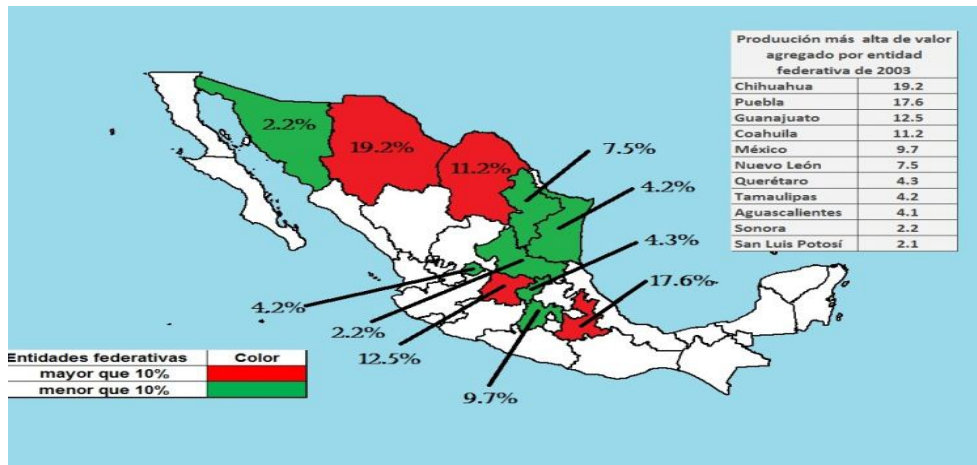 Produución más alta de valor
agregado por entidad
federativa de 2003
Chihuahua 19.2
Puebla 17.6
Guanajuato 12.5
Coahuila 11.2
México 9.7
Nuevo León 7.5
Querétaro 4.3
Tamaulipas 4.2
Aguascalientes 4.1
Sonora 2.2
San Luis Potosí 2.1
2.2%
19.2%
11.2%
7.5%
4.2%
4.3%
17.6%
4.2%
2.2%
12.5%
9.7%
Entidades federativas Color
mayor que 10%
menor que 10%